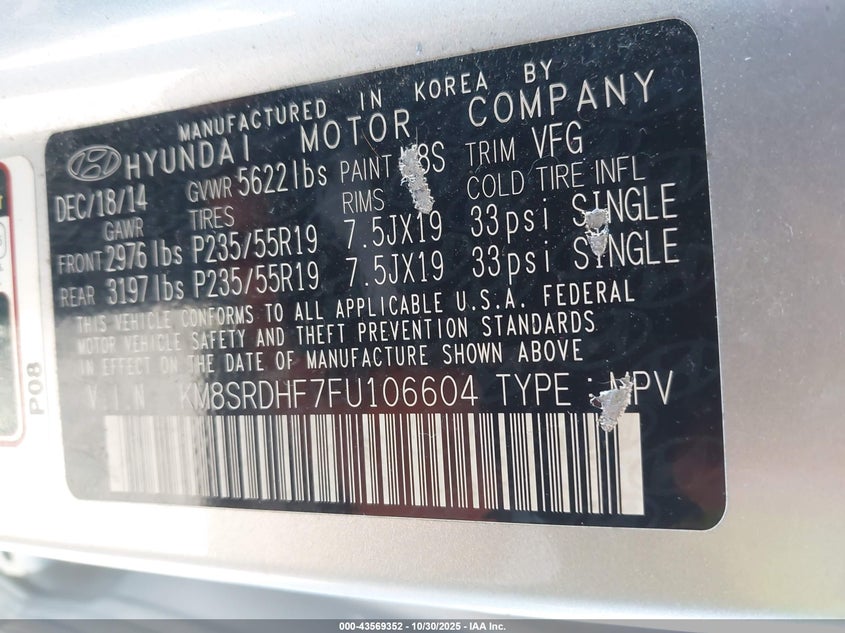 MANUFACTURED IN KOREA BY
HYUNDAI MOTOR COMPANY
DEC/18/14 GVWR 5622lbs PAINT 8S TRIM VFG
GAWR TIRES RIMS COLD TIRE INFL
FRONT 2976 lbs P235/55R19 7.5JX19 33psi SINGLE
REAR 3197lbs P235/55R19 7.5JX19 33psi SINGLE
THIS VEHICLE CONFORMS TO ALL APPLICABLE U.S.A. FEDERAL
MOTOR VEHICLE SAFETY AND THEFT PREVENTION STANDARDS
IN EFFECT ON THE DATE OF MANUFACTURE SHOWN ABOVE
V.I.N : KM8SRDHF7FU106604 TYPE : MPV
P08
000-43569352 | 10/30/2025 - IAA Inc.